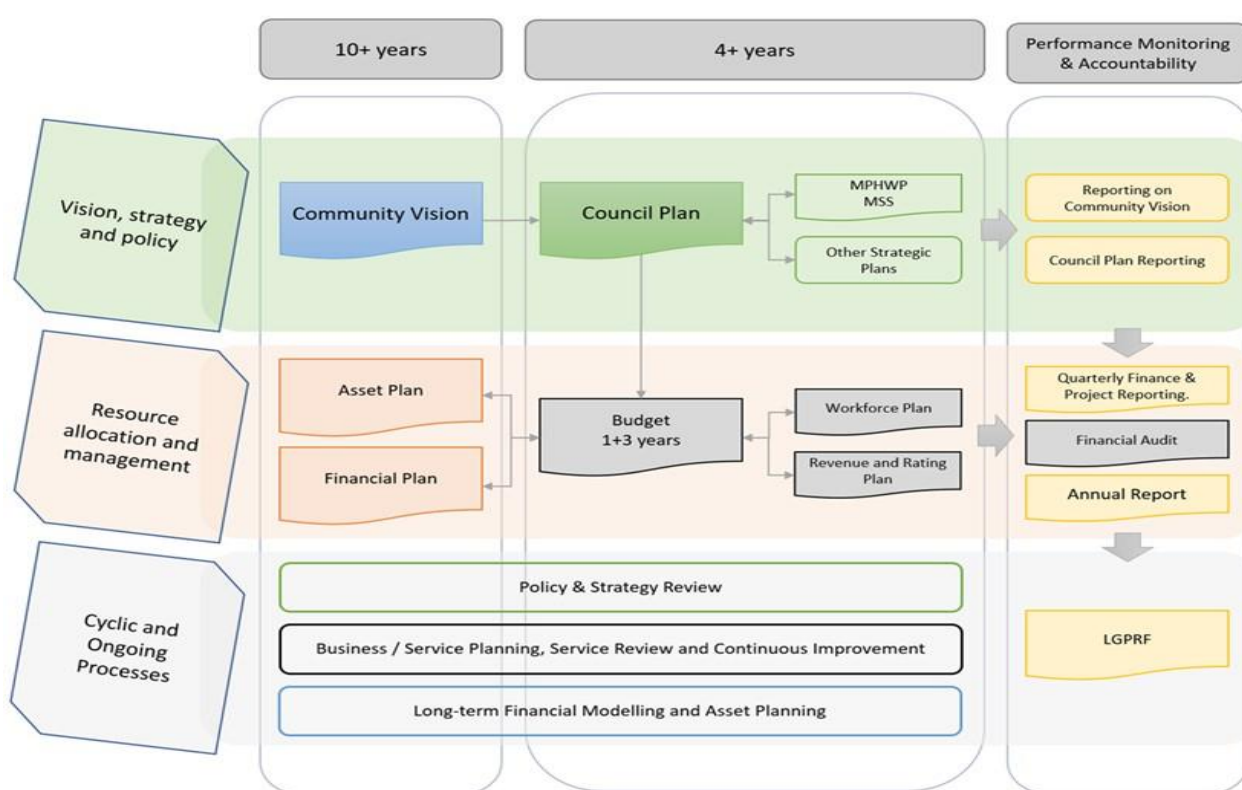 10+ years
4+ years
Performance Monitoring
& Accountability
Vision, strategy
and policy
Community Vision
Council Plan
MPHWP
MSS
Other Strategic
Plans
Reporting on
Community Vision
Council Plan Reporting
Resource
allocation and
management
Asset Plan
Financial Plan
Budget
1+3 years
Workforce Plan
Revenue and Rating
Plan
Quarterly Finance &
Project Reporting.
Financial Audit
Annual Report
Cyclic and
Ongoing
Processes
Policy & Strategy Review
Business / Service Planning, Service Review and Continuous Improvement
Long-term Financial Modelling and Asset Planning
LGPRF